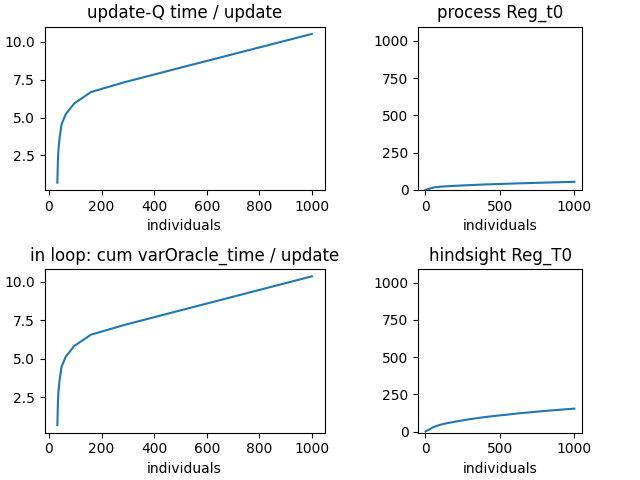 update-Q time / update
10.0
7.5
5.0
2.5
0 200 400 600 800 1000
individuals
process Reg_t0
1000
750
500
250
0
0 500 1000
individuals
in loop: cum varOracle_time / update
10.0
7.5
5.0
2.5
0 200 400 600 800 1000
individuals
hindsight Reg_T0
1000
750
500
250
0
0 500 1000
individuals